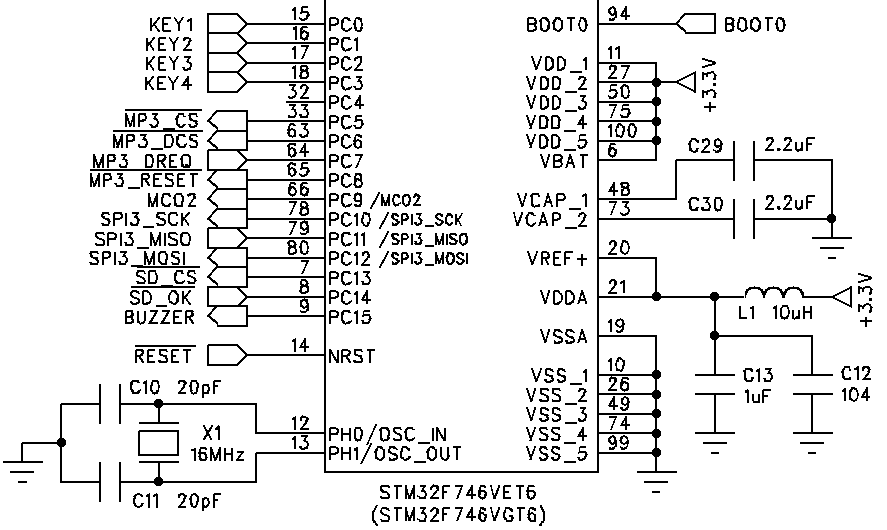 KEY1 15 PC0
KEY2 16 PC1
KEY3 17 PC2
KEY4 18 PC3
32 PC4
MP3_CS 33 PC5
MP3_DCS 63 PC6
MP3_DREQ 64 PC7
MP3_RESET 65 PC8
MCO2 66 PC9 /MCO2
SPI3_SCK 78 PC10 /SPI3_SCK
SPI3_MISO 79 PC11 /SPI3_MISO
SPI3_MOSI 80 PC12 /SPI3_MOSI
SD_CS 7 PC13
SD_OK 8 PC14
BUZZER 9 PC15
RESET 14 NRST
C10 20pF
X1
16MHz
C11 20pF
12 PH0/OSC_IN
13 PH1/OSC_OUT
BOOT0 94 BOOT0
VDD_1 11
VDD_2 27
VDD_3 50
VDD_4 75
VDD_5 100
VBAT 6
+3.3V
VCAP_1 48 C29 2.2uF
VCAP_2 73 C30 2.2uF
VREF+ 20
VDDA 21
L1 10uH
+3.3V
VSSA 19
VSS_1 10
VSS_2 26
VSS_3 49
VSS_4 74
VSS_5 99
C13
1uF
C12
104
STM32F746VET6
(STM32F746VGT6)